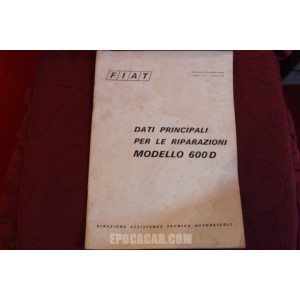 FIAT
DATI PRINCIPALI
PER LE RIPARAZIONI
MODELLO 600D
DIREZIONE ASSISTENZA TECNICA AUTOVEICOLI
EPOCACAR.COM